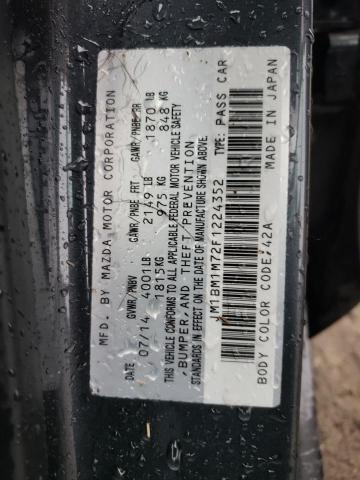 MFD. BY MAZDA MOTOR CORPORATION
GVWR/PNBV GAWR/PNBE FRT GAWR/PNBE RR
DATE 07/14 4001LB 2149 LB 1870 LB
1815KG 975 KG 848 KG
THIS VEHICLE CONFORMS TO ALL APPLICABLE FEDERAL MOTOR VEHICLE SAFETY
,BUMPER,AND THEFT PREVENTION
STANDARDS IN EFFECT ON THE DATE OF MANUFACTURE SHOWN ABOVE.
JM1BM1M72F1224352 TYPE: PASS CAR
BODY COLOR CODE:42A MADE IN JAPAN